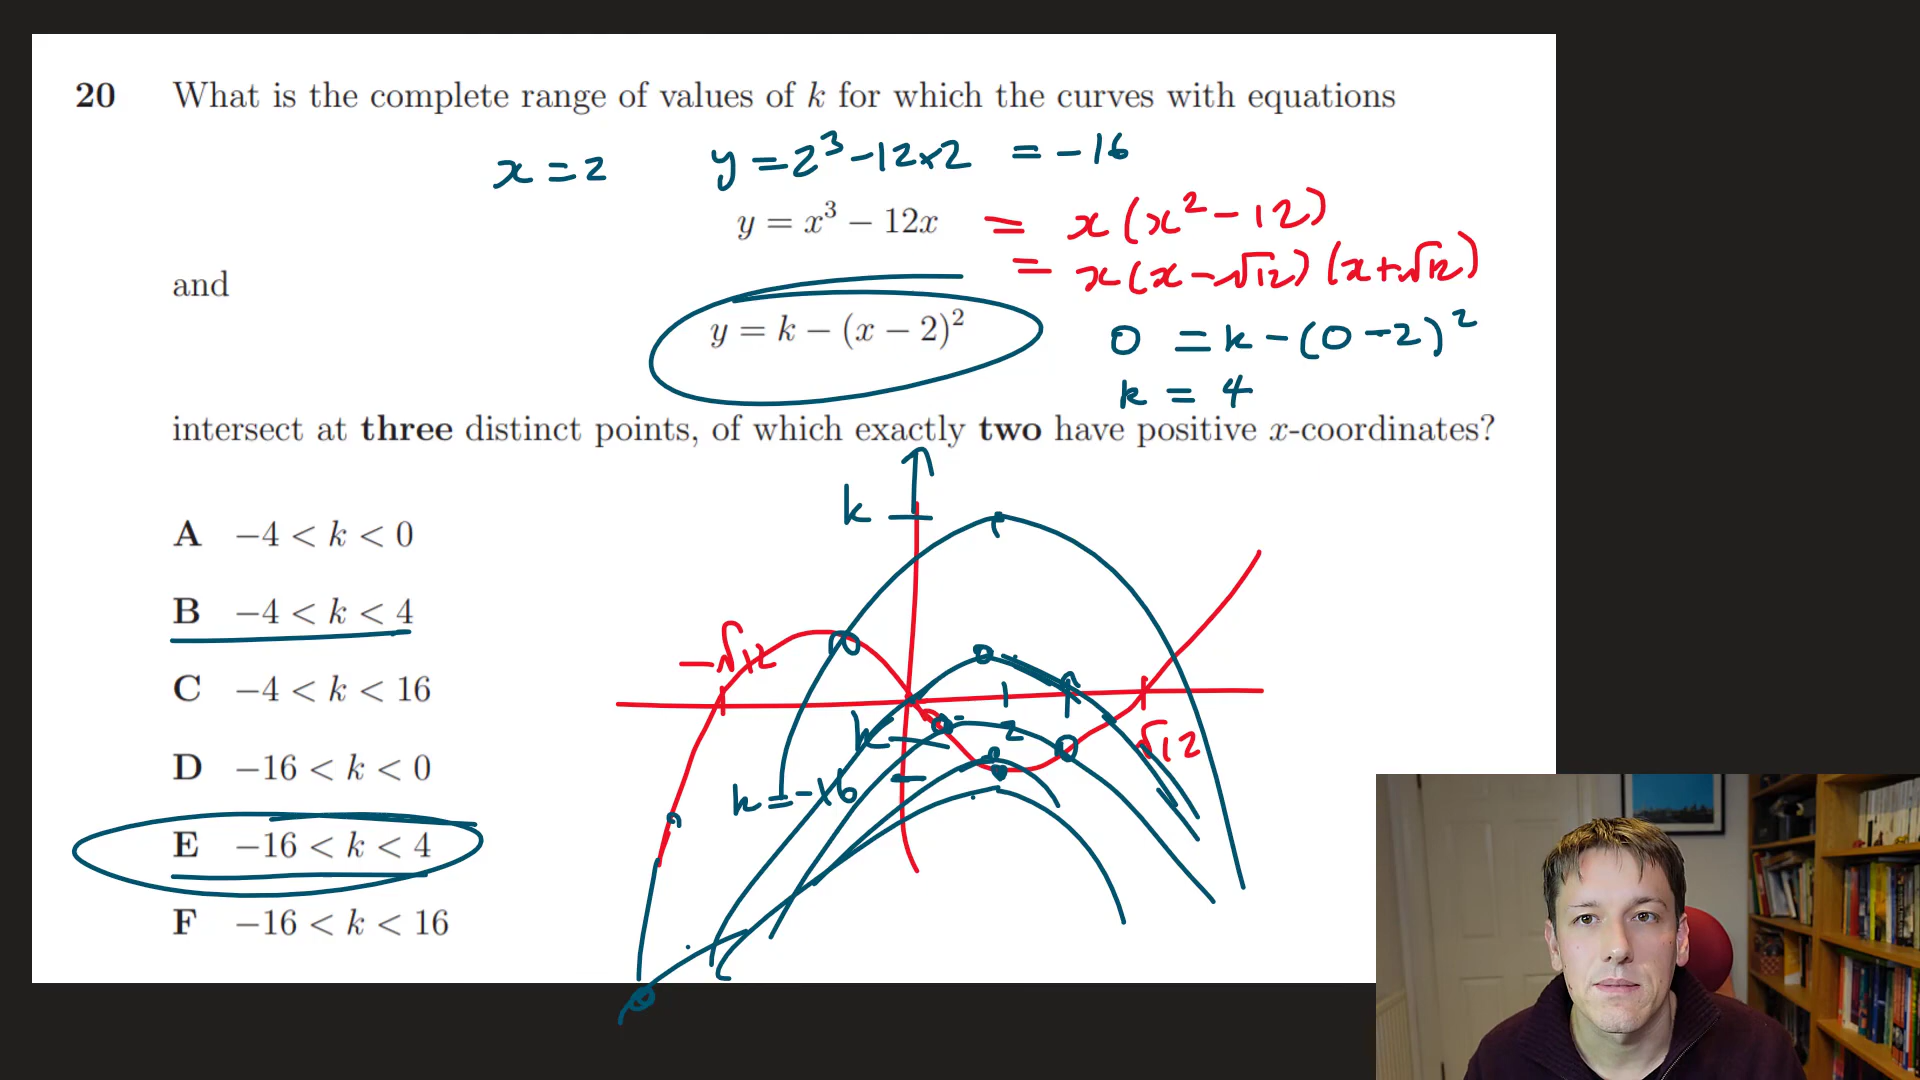 20 What is the complete range of values of k for which the curves with equations
x = 2 y = 2³ - 12×2 = -16
y = x³ − 12x = x(x² - 12)
= x(x - √12)(x + √12)
and
y = k − (x − 2)² 0 = k - (0 - 2)²
k = 4
intersect at three distinct points, of which exactly two have positive x-coordinates?
k
A −4 < k < 0
B −4 < k < 4
-√12
C −4 < k < 16
k 2 √12
D −16 < k < 0
k = -16
E −16 < k < 4
F −16 < k < 16